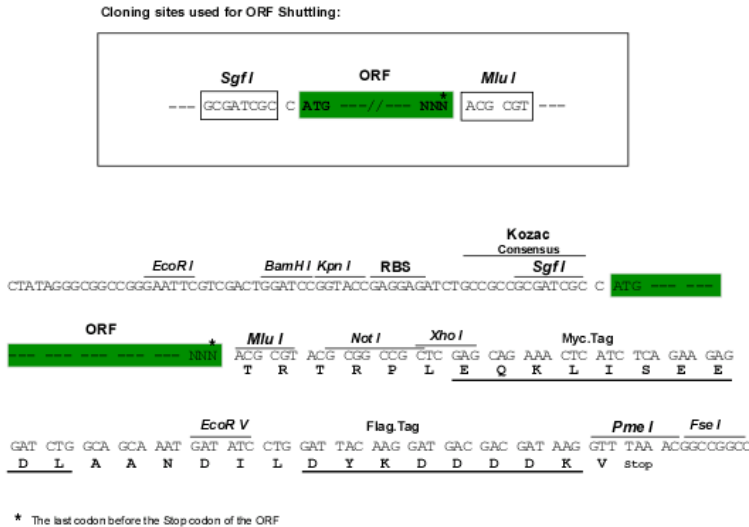 Cloning sites used for ORF Shuttling:
Sgf I ORF Mlu I
*
--- GCGATCGC C ATG ---//--- NNN ACG CGT ---
Kozac
Consensus
EcoR I BamH I Kpn I RBS Sgf I
CTATAGGGCGGCCGGGAATTCGTCGACTGGATCCGGTACCGAGGAGATCTGCCGCCGCGATCGC C ATG --- ---
ORF * Mlu I Not I Xho I Myc.Tag
--- --- --- --- --- --- NNN ACG CGT ACG CGG CCG CTC GAG CAG AAA CTC ATC TCA GAA GAG
T R T R P L E Q K L I S E E
EcoR V Flag.Tag Pme I Fse I
GAT CTG GCA GCA AAT GAT ATC CTG GAT TAC AAG GAT GAC GAC GAT AAG GTT TAA ACGGCCGGCC
D L A A N D I L D Y K D D D D K V Stop
* The last codon before the Stop codon of the ORF